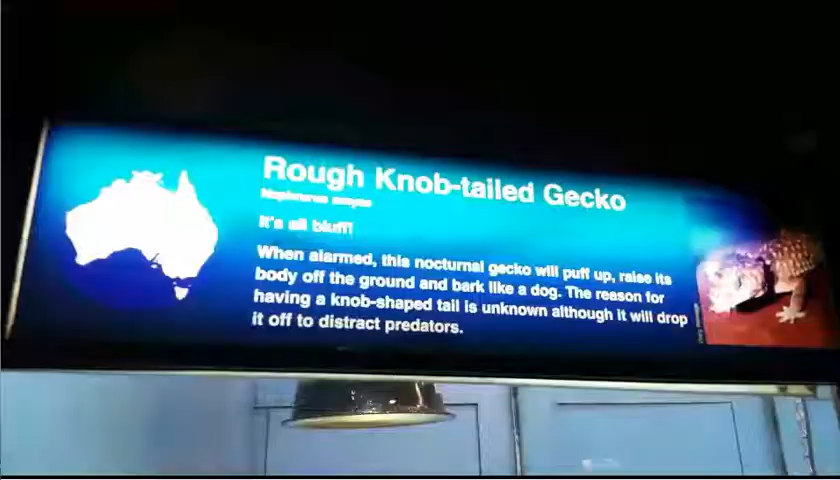 Rough Knob-tailed Gecko
It's all bluff!
When alarmed, this nocturnal gecko will puff up, raise its
body off the ground and bark like a dog. The reason for
having a knob-shaped tail is unknown although it will drop
it off to distract predators.